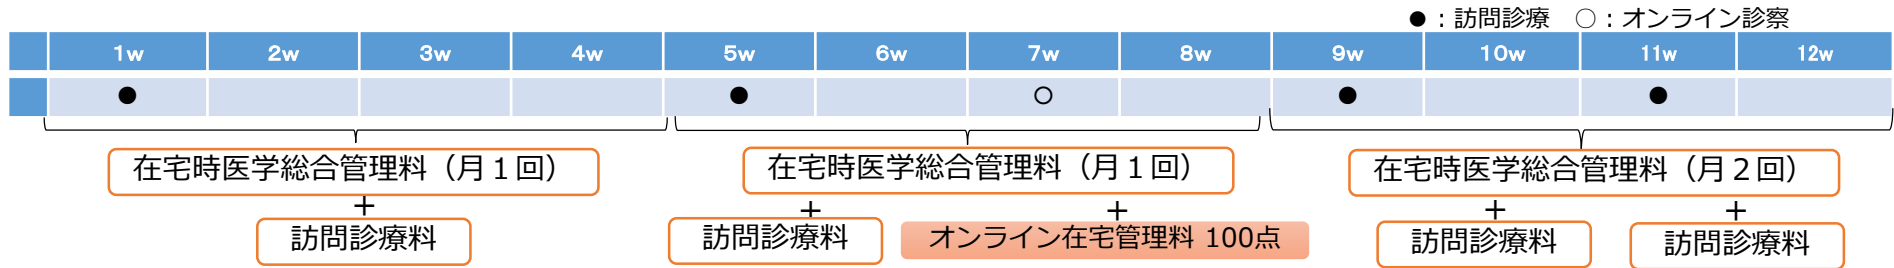 ●：訪問診療　○：オンライン診察
1w 2w 3w 4w 5w 6w 7w 8w 9w 10w 11w 12w
● ● ○ ● ●
在宅時医学総合管理料（月１回） 在宅時医学総合管理料（月１回） 在宅時医学総合管理料（月２回）
＋ ＋ ＋ ＋ ＋
訪問診療料 訪問診療料 オンライン在宅管理料 100点 訪問診療料 訪問診療料